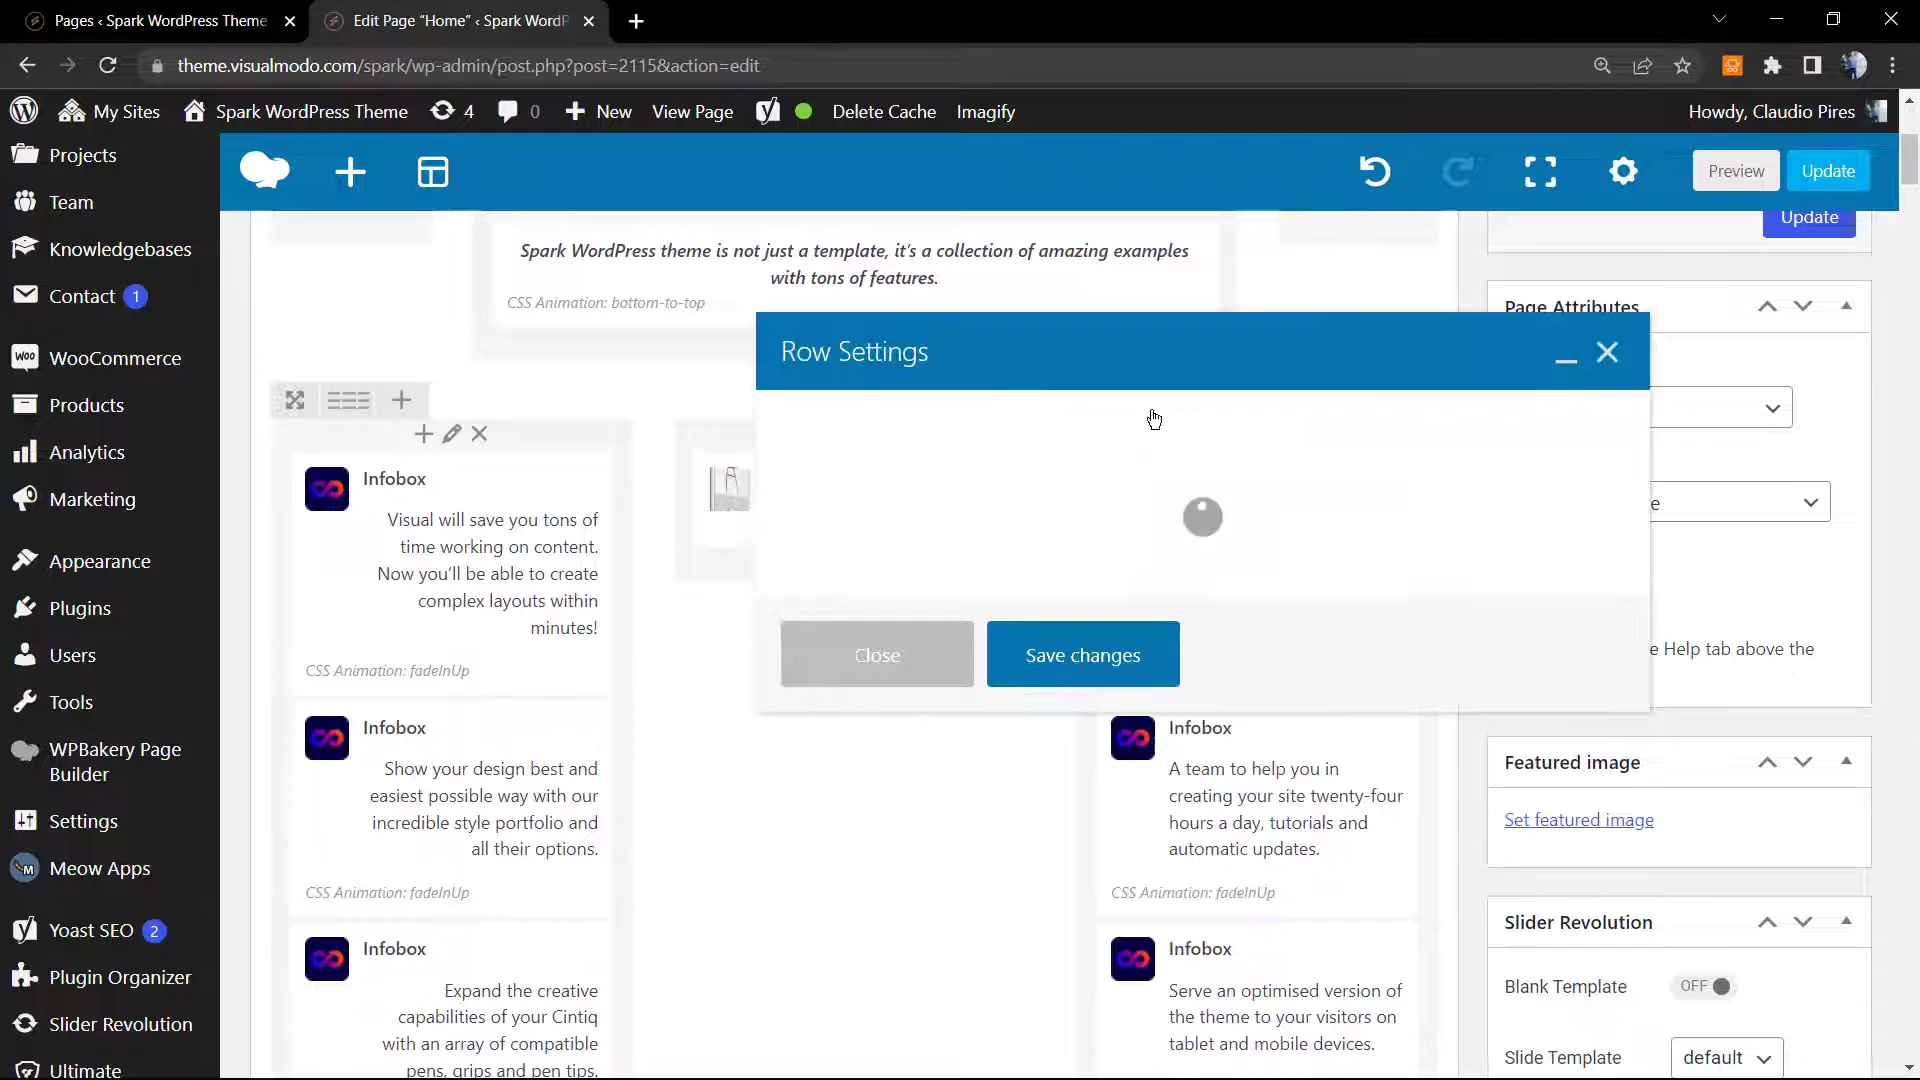 Pages ‹ Spark WordPress Theme
Edit Page “Home” ‹ Spark WordP
theme.visualmodo.com/spark/wp-admin/post.php?post=2115&action=edit
My Sites
Spark WordPress Theme
4
0
New
View Page
Delete Cache
Imagify
Howdy, Claudio Pires
Projects
Team
Knowledgebases
Contact 1
WooCommerce
Products
Analytics
Marketing
Appearance
Plugins
Users
Tools
WPBakery Page
Builder
Settings
Meow Apps
Yoast SEO 2
Plugin Organizer
Slider Revolution
Ultimate
Preview
Update
Update
Spark WordPress theme is not just a template, it’s a collection of amazing examples
with tons of features.
CSS Animation: bottom-to-top
Row Settings
Close
Save changes
Infobox
Visual will save you tons of
time working on content.
Now you’ll be able to create
complex layouts within
minutes!
CSS Animation: fadeInUp
Infobox
Show your design best and
easiest possible way with our
incredible style portfolio and
all their options.
CSS Animation: fadeInUp
Infobox
Expand the creative
capabilities of your Cintiq
with an array of compatible
pens, grips and pen tips.
Infobox
A team to help you in
creating your site twenty-four
hours a day, tutorials and
automatic updates.
CSS Animation: fadeInUp
Infobox
Serve an optimised version of
the theme to your visitors on
tablet and mobile devices.
Page Attributes
e
e Help tab above the
Featured image
Set featured image
Slider Revolution
Blank Template OFF
Slide Template default